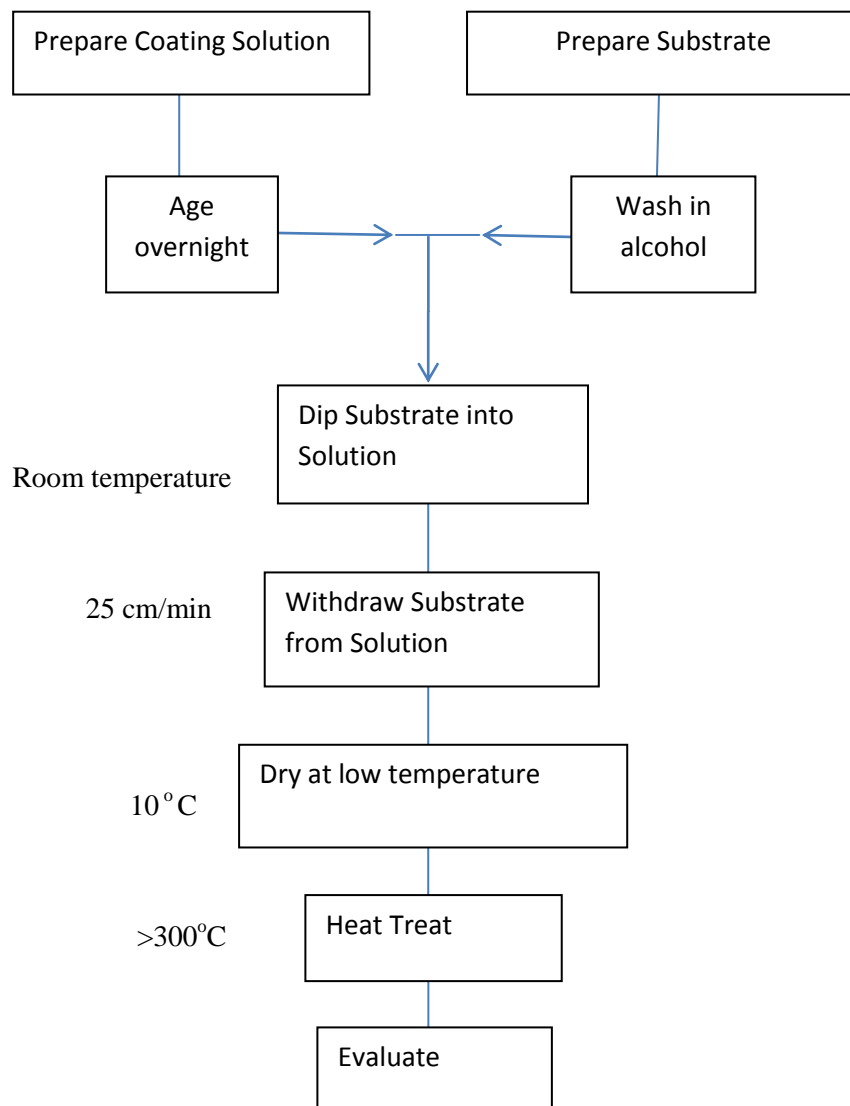 Prepare Coating Solution
Prepare Substrate
Age
overnight
Wash in
alcohol
Dip Substrate into
Solution
Room temperature
25 cm/min
Withdraw Substrate
from Solution
Dry at low temperature
10 ° C
>300°C
Heat Treat
Evaluate